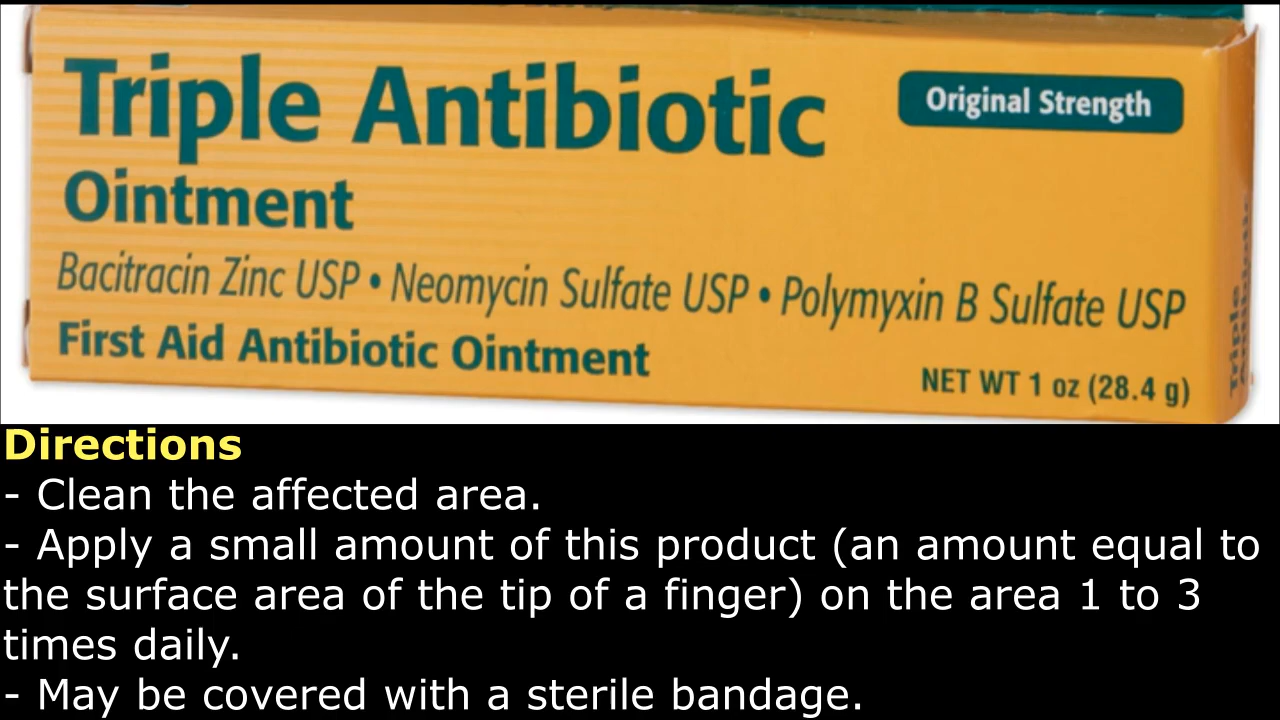 Triple Antibiotic
Original Strength
Ointment
Bacitracin Zinc USP • Neomycin Sulfate USP • Polymyxin B Sulfate USP
First Aid Antibiotic Ointment
NET WT 1 oz (28.4 g)
Triple
Antibiotic
Directions
- Clean the affected area.
- Apply a small amount of this product (an amount equal to
the surface area of the tip of a finger) on the area 1 to 3
times daily.
- May be covered with a sterile bandage.